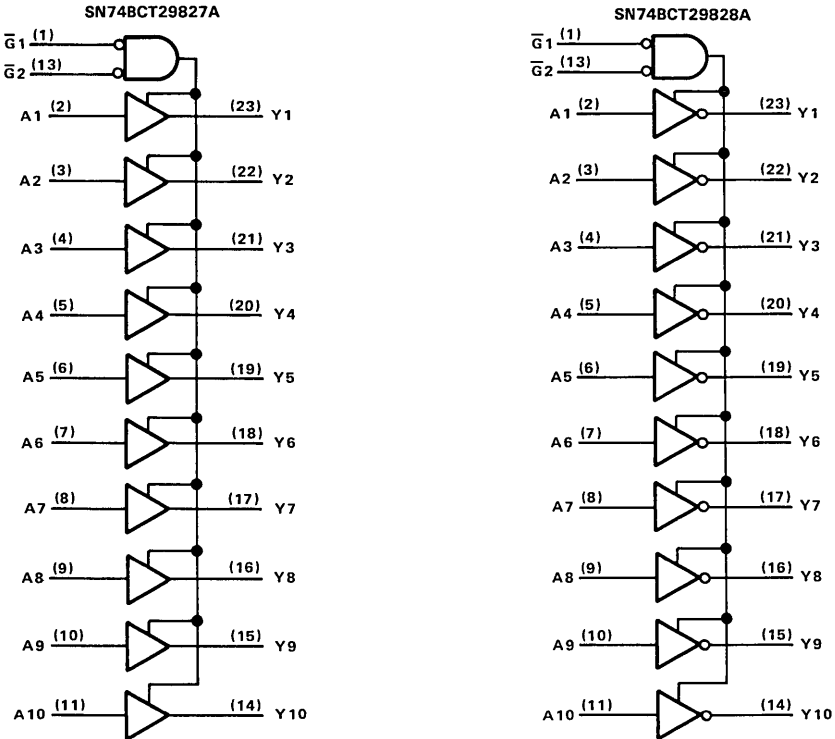 SN74BCT29827A
G̅1 (1)
G̅2 (13)
A1 (2) (23) Y1
A2 (3) (22) Y2
A3 (4) (21) Y3
A4 (5) (20) Y4
A5 (6) (19) Y5
A6 (7) (18) Y6
A7 (8) (17) Y7
A8 (9) (16) Y8
A9 (10) (15) Y9
A10 (11) (14) Y10
SN74BCT29828A
G̅1 (1)
G̅2 (13)
A1 (2) (23) Y1
A2 (3) (22) Y2
A3 (4) (21) Y3
A4 (5) (20) Y4
A5 (6) (19) Y5
A6 (7) (18) Y6
A7 (8) (17) Y7
A8 (9) (16) Y8
A9 (10) (15) Y9
A10 (11) (14) Y10